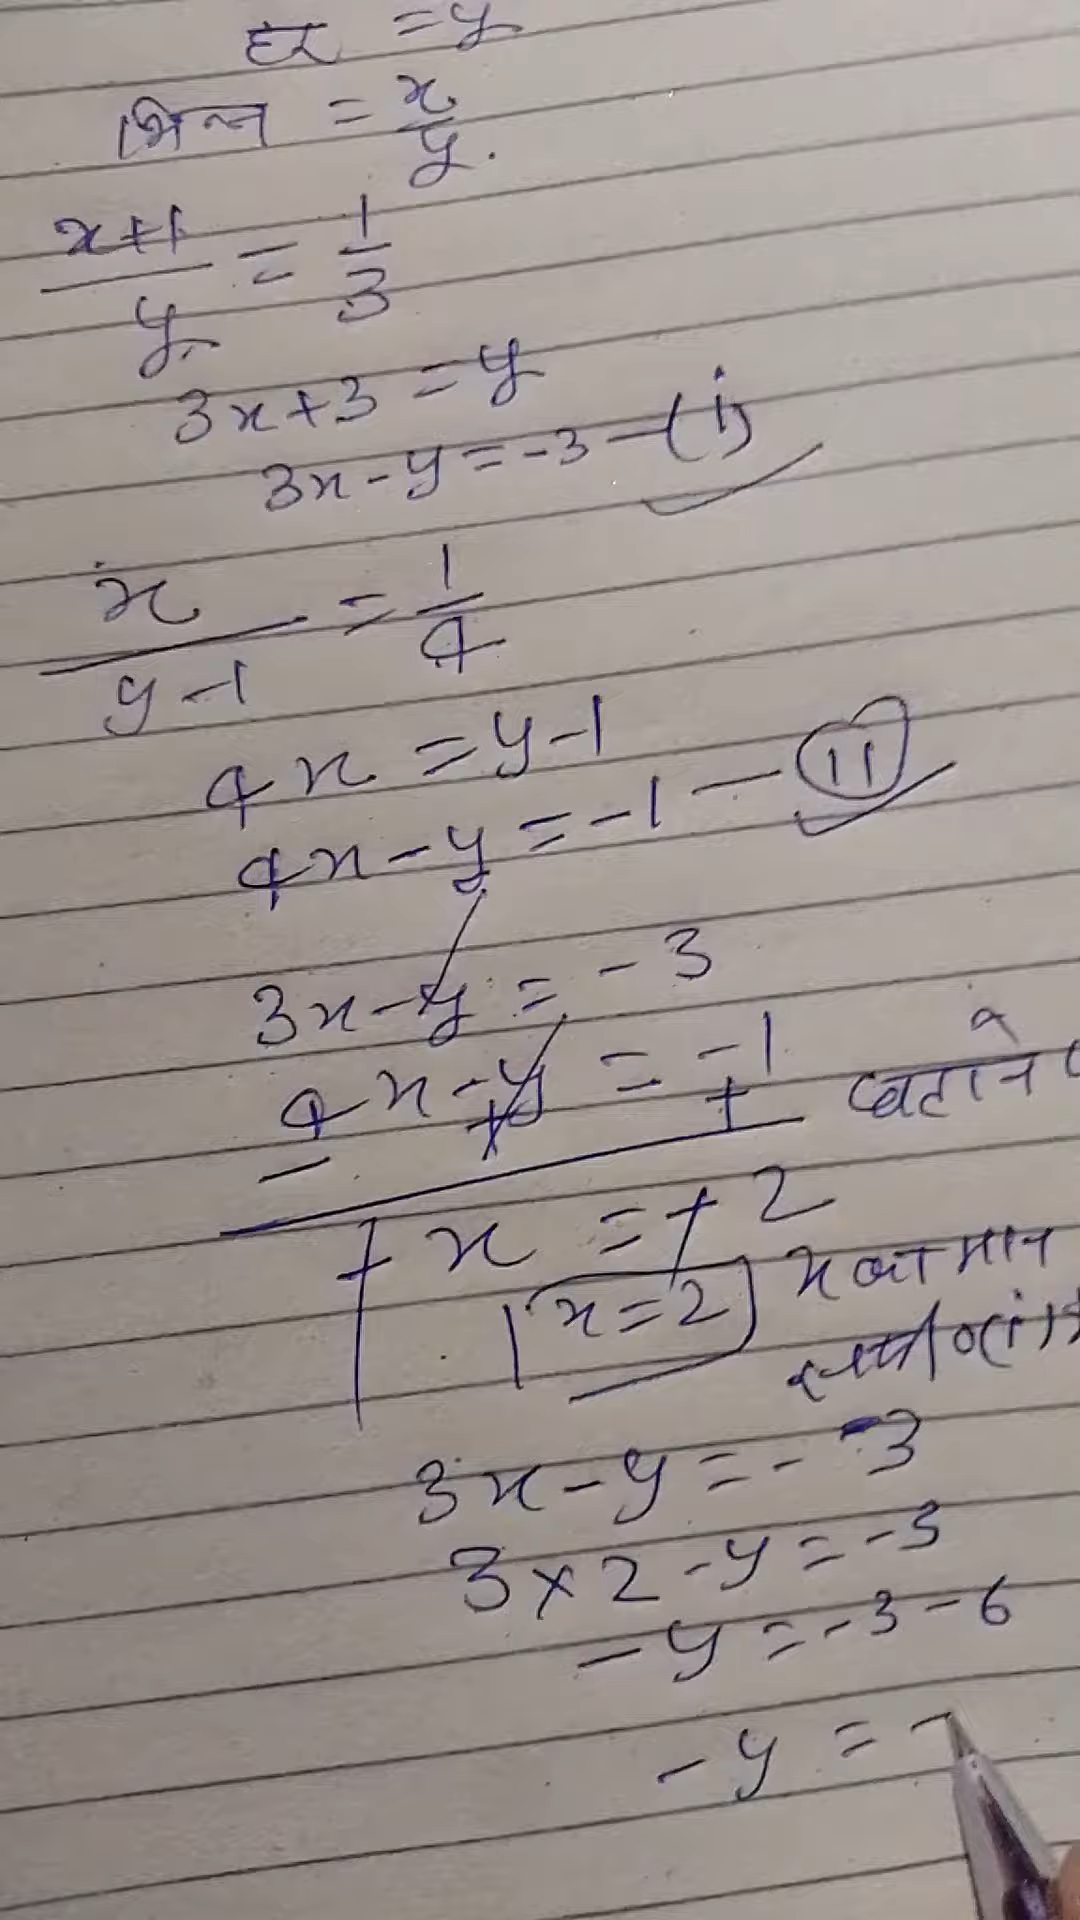 हर = y
भिन्न = x/y.
x+1/y = 1/3
3x+3 = y
3x-y=-3-(i)
x/y-1 = 1/4
4x = y-1
4x-y=-1-(11)
3x-y = -3
4x-y = -1 घटाने
- + +
+x = +2
x=2 x का मान
3x-y=-3
3×2-y=-3
-y=-3-6
-y = -